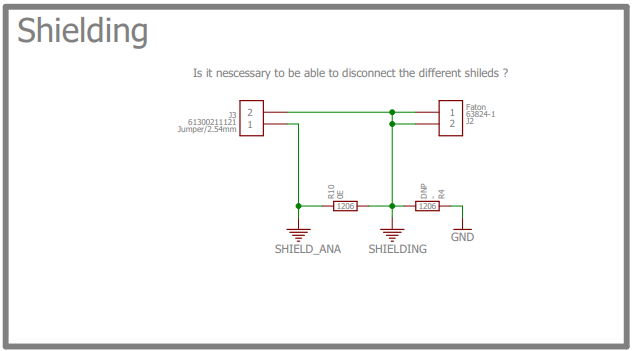 Shielding
Is it nescessary to be able to disconnect the different shileds ?
J3
61300211121
Jumper/2.54mm
2
1
1
2
Faton
63824-1
J2
R10
0E
1206
DNP
-
R4
1206
SHIELD_ANA
SHIELDING
GND